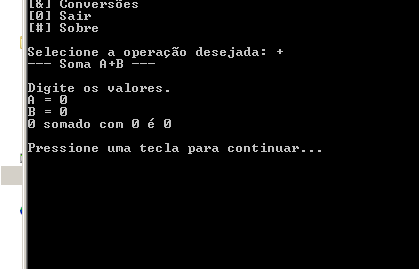 [&] Conversões
[0] Sair
[#] Sobre
Selecione a operação desejada: +
--- Soma A+B ---
Digite os valores.
A = 0
B = 0
0 somado com 0 é 0
Pressione uma tecla para continuar...